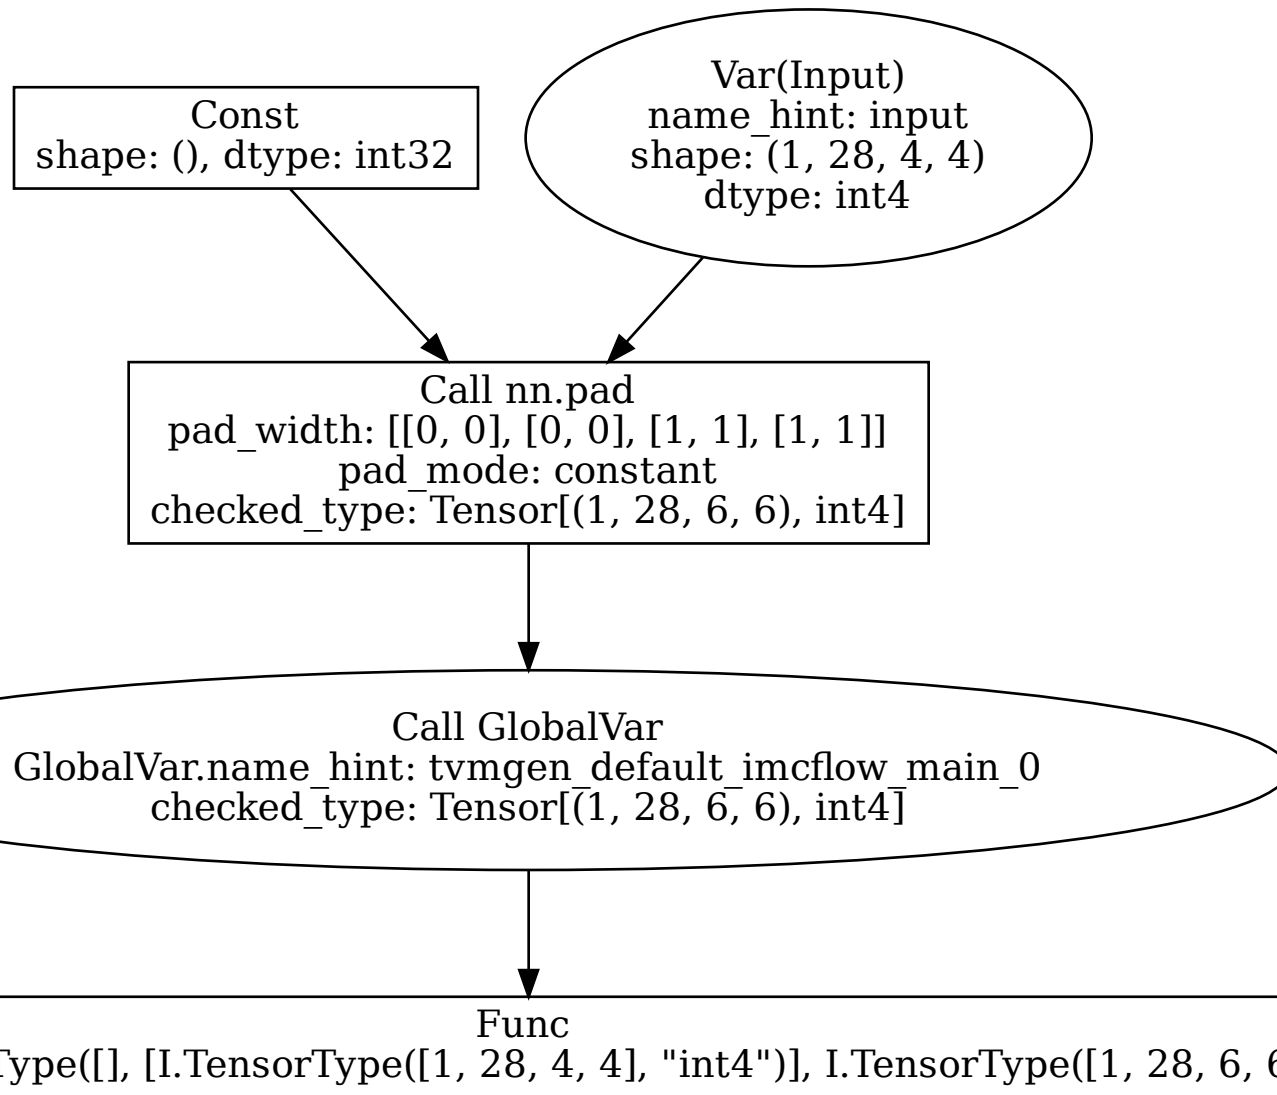 Const
shape: (), dtype: int32
Var(Input)
name_hint: input
shape: (1, 28, 4, 4)
dtype: int4
Call nn.pad
pad_width: [[0, 0], [0, 0], [1, 1], [1, 1]]
pad_mode: constant
checked_type: Tensor[(1, 28, 6, 6), int4]
Call GlobalVar
GlobalVar.name_hint: tvmgen_default_imcflow_main_0
checked_type: Tensor[(1, 28, 6, 6), int4]
Func
Type([], [I.TensorType([1, 28, 4, 4], "int4")], I.TensorType([1, 28, 6,